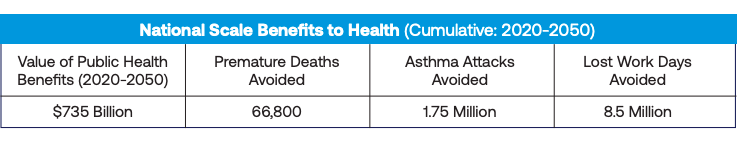 National Scale Benefits to Health (Cumulative: 2020-2050)
Value of Public Health
Benefits (2020-2050)
Premature Deaths
Avoided
Asthma Attacks
Avoided
Lost Work Days
Avoided
$735 Billion
66,800
1.75 Million
8.5 Million